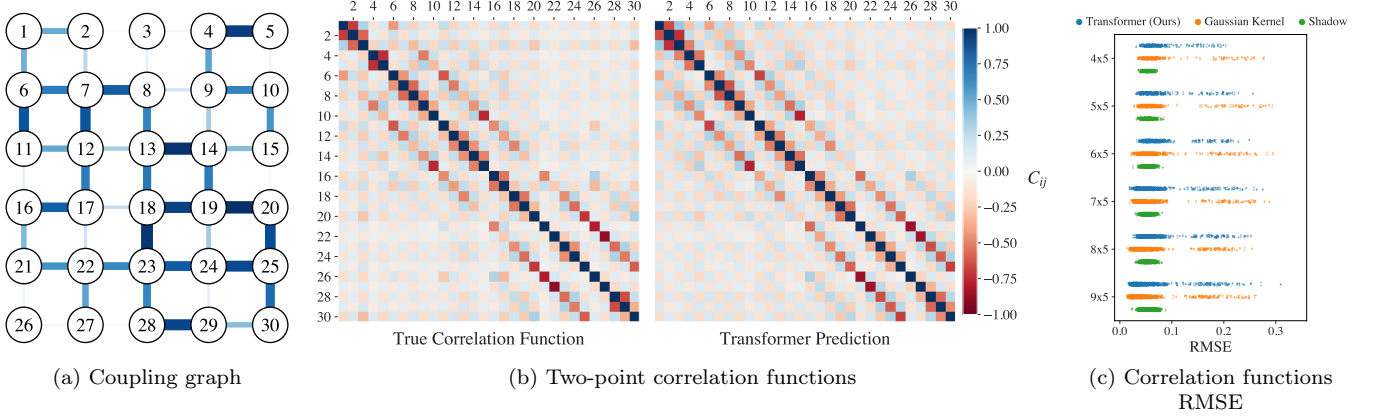 1 2 3 4 5
6 7 8 9 10
11 12 13 14 15
16 17 18 19 20
21 22 23 24 25
26 27 28 29 30
(a) Coupling graph
2 4 6 8 10 12 14 16 18 20 22 24 26 28 30
2
4
6
8
10
12
14
16
18
20
22
24
26
28
30
True Correlation Function
2 4 6 8 10 12 14 16 18 20 22 24 26 28 30
Transformer Prediction
1.00
0.75
0.50
0.25
0.00
−0.25
−0.50
−0.75
−1.00
C_ij
(b) Two-point correlation functions
Transformer (Ours) Gaussian Kernel Shadow
4x5
5x5
6x5
7x5
8x5
9x5
0.0 0.1 0.2 0.3
RMSE
(c) Correlation functions
RMSE